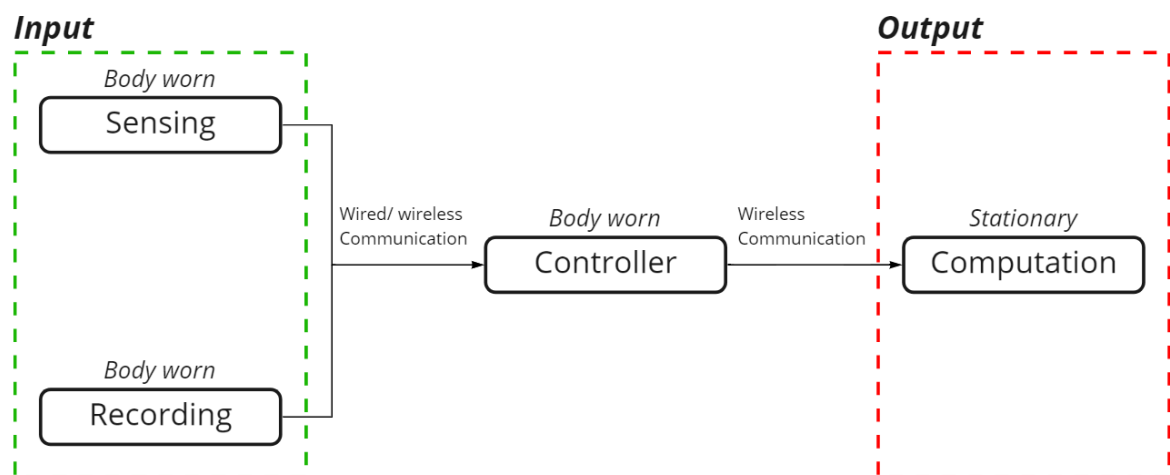 Input
Output
Body worn
Sensing
Wired/ wireless
Communication
Body worn
Controller
Wireless
Communication
Stationary
Computation
Body worn
Recording